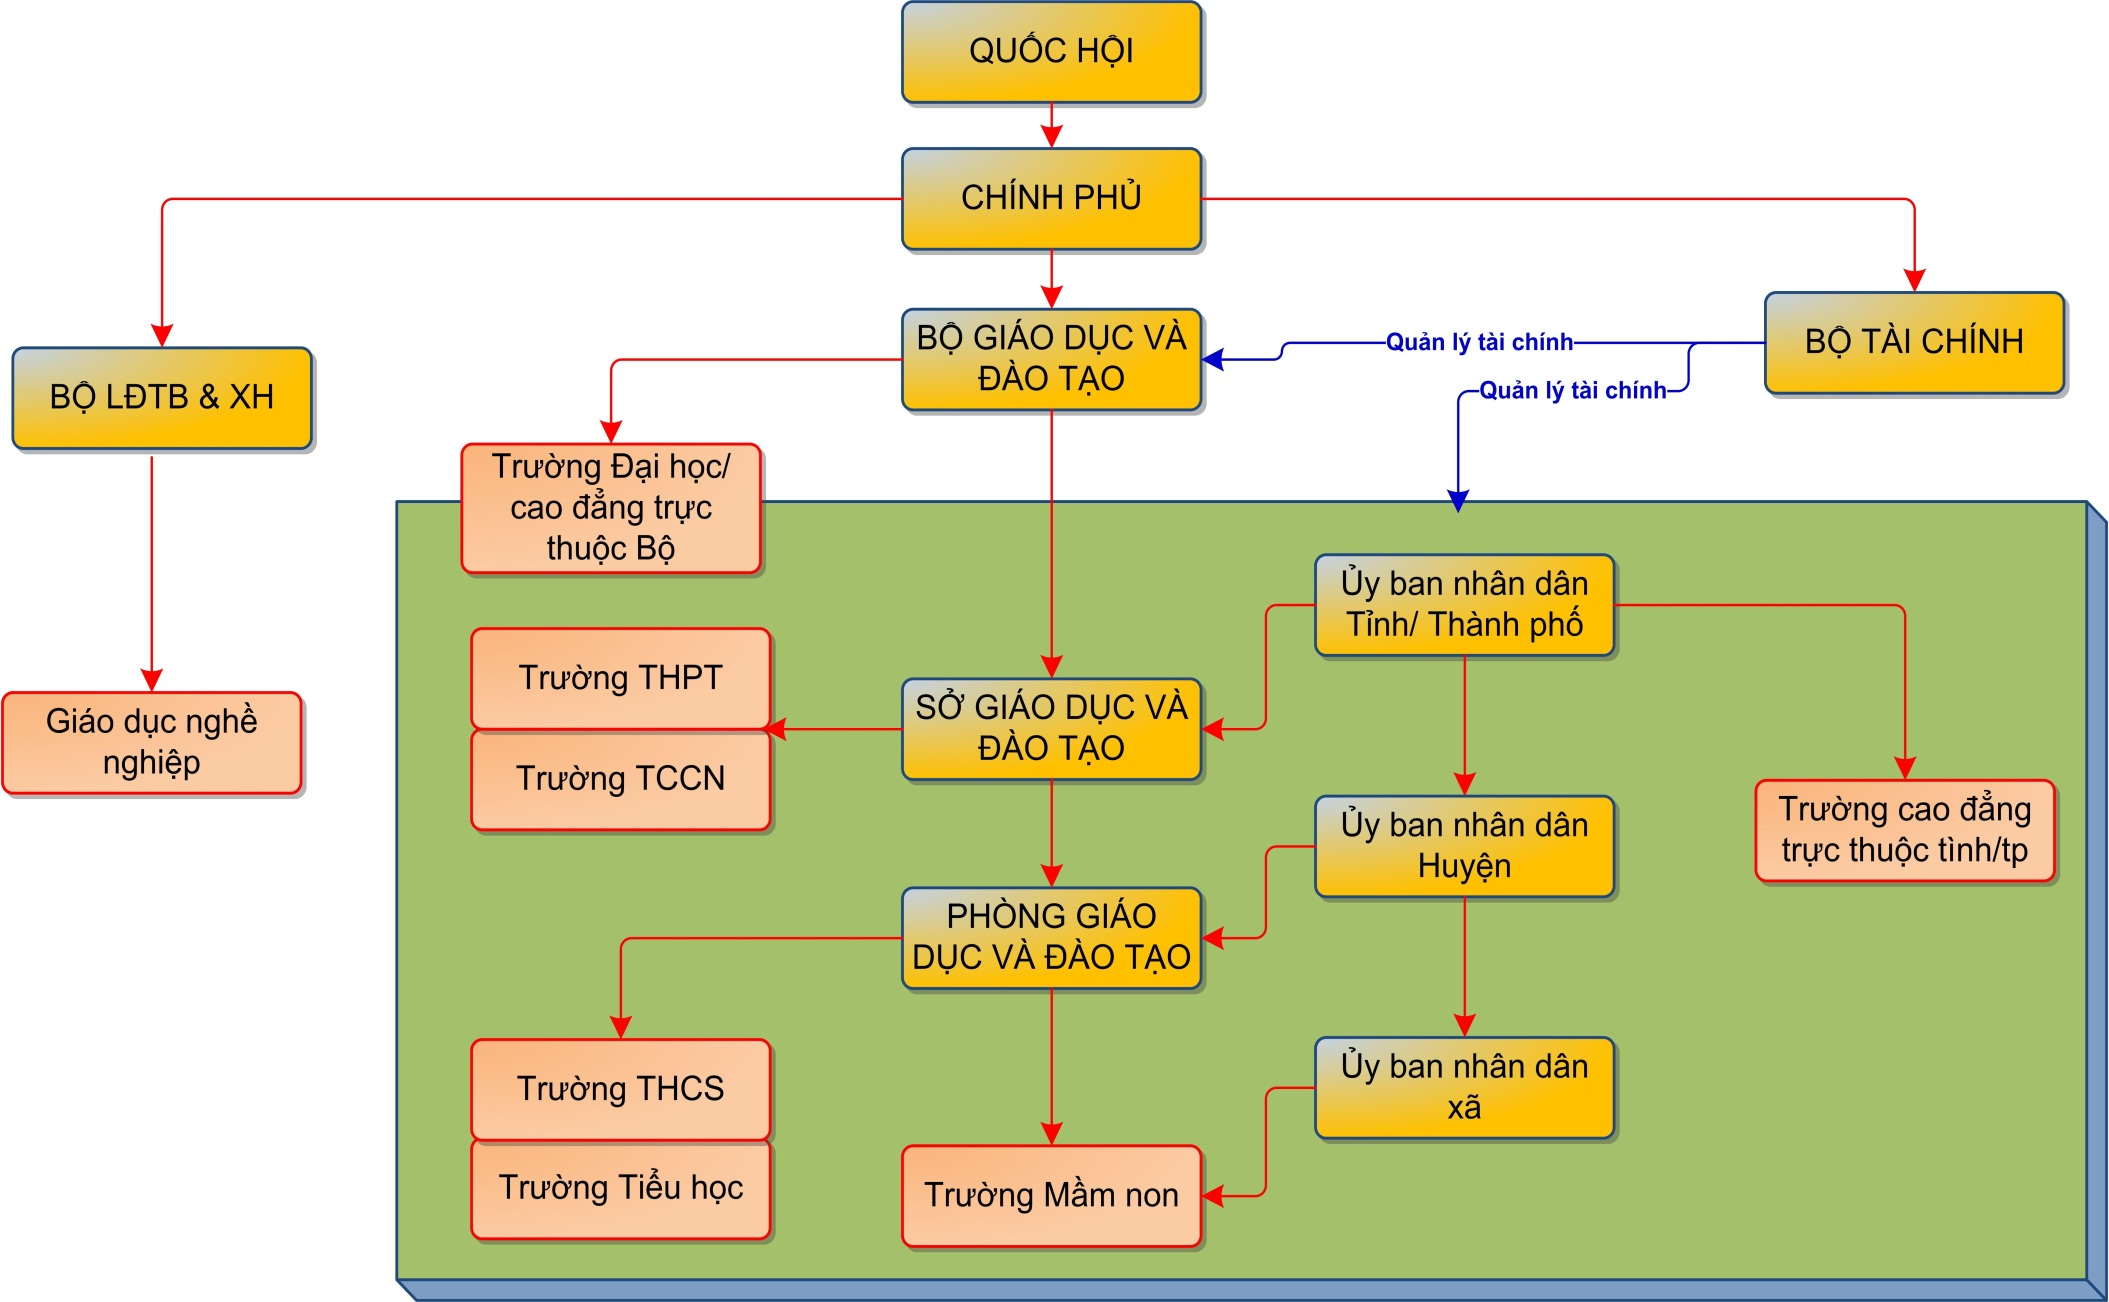 QUỐC HỘI
CHÍNH PHỦ
BỘ GIÁO DỤC VÀ
ĐÀO TẠO
Quản lý tài chính
BỘ TÀI CHÍNH
Quản lý tài chính
BỘ LĐTB & XH
Trường Đại học/
cao đẳng trực
thuộc Bộ
Ủy ban nhân dân
Tỉnh/ Thành phố
Trường THPT
SỞ GIÁO DỤC VÀ
ĐÀO TẠO
Giáo dục nghề
nghiệp
Trường TCCN
Ủy ban nhân dân
Huyện
Trường cao đẳng
trực thuộc tình/tp
PHÒNG GIÁO
DỤC VÀ ĐÀO TẠO
Trường THCS
Ủy ban nhân dân
xã
Trường Tiểu học
Trường Mầm non